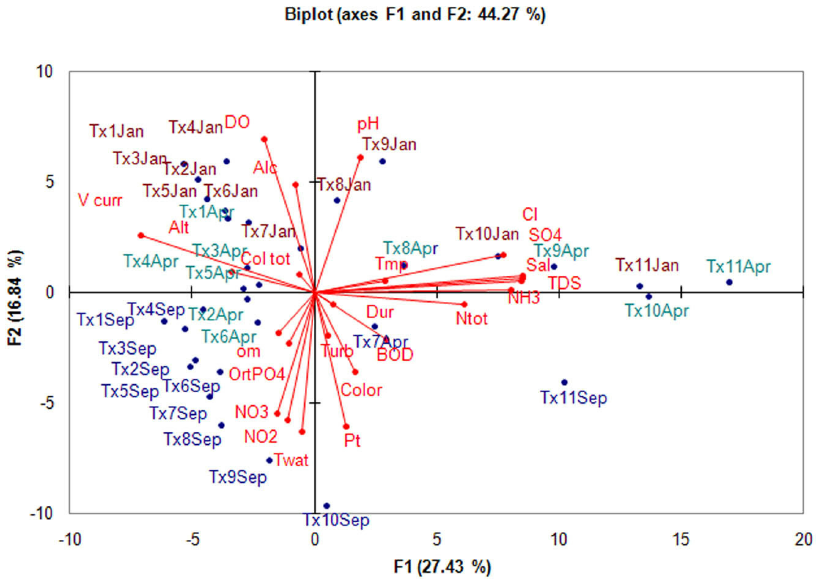 Biplot (axes F1 and F2: 44.27 %)
10
Tx1Jan Tx4Jan DO pH
Tx9Jan
Tx3Jan Tx2Jan Alc
Tx5Jan Tx6Jan Tx8Jan
5
V curr Tx1Apr Cl
Alt Tx7Jan Tx10Jan SO4
Tx3Apr Tx8Apr Tx9Apr
Tx4Apr Col tot Tmp Sal Tx11Jan Tx11Apr
Tx5Apr TDS
0 NH3
Tx4Sep Tx2Apr Dur Ntot Tx10Apr
Tx1Sep
Tx6Apr Tx7Apr
Tx3Sep om Turb BOD
Tx2Sep OrtPO4
Tx5Sep Tx6Sep Color Tx11Sep
-5
Tx7Sep NO3
Tx8Sep NO2 Pt
Twat
Tx9Sep
-10
Tx10Sep
-10 -5 0 5 10 15 20
F1 (27.43 %)
F2 (16.84 %)